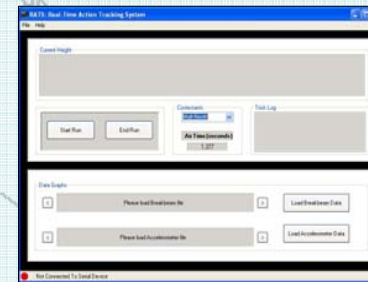 RATS: Real-Time Action Tracking System
File Help
Current Height
Start Run
End Run
Contestants
Air Time (seconds)
1.377
Trick Log
Data Graphs
<
Please load Breakbeam file
>
Load Breakbeam Data
<
Please load Accelerometer file
>
Load Accelerometer Data
Not Connected To Serial Device